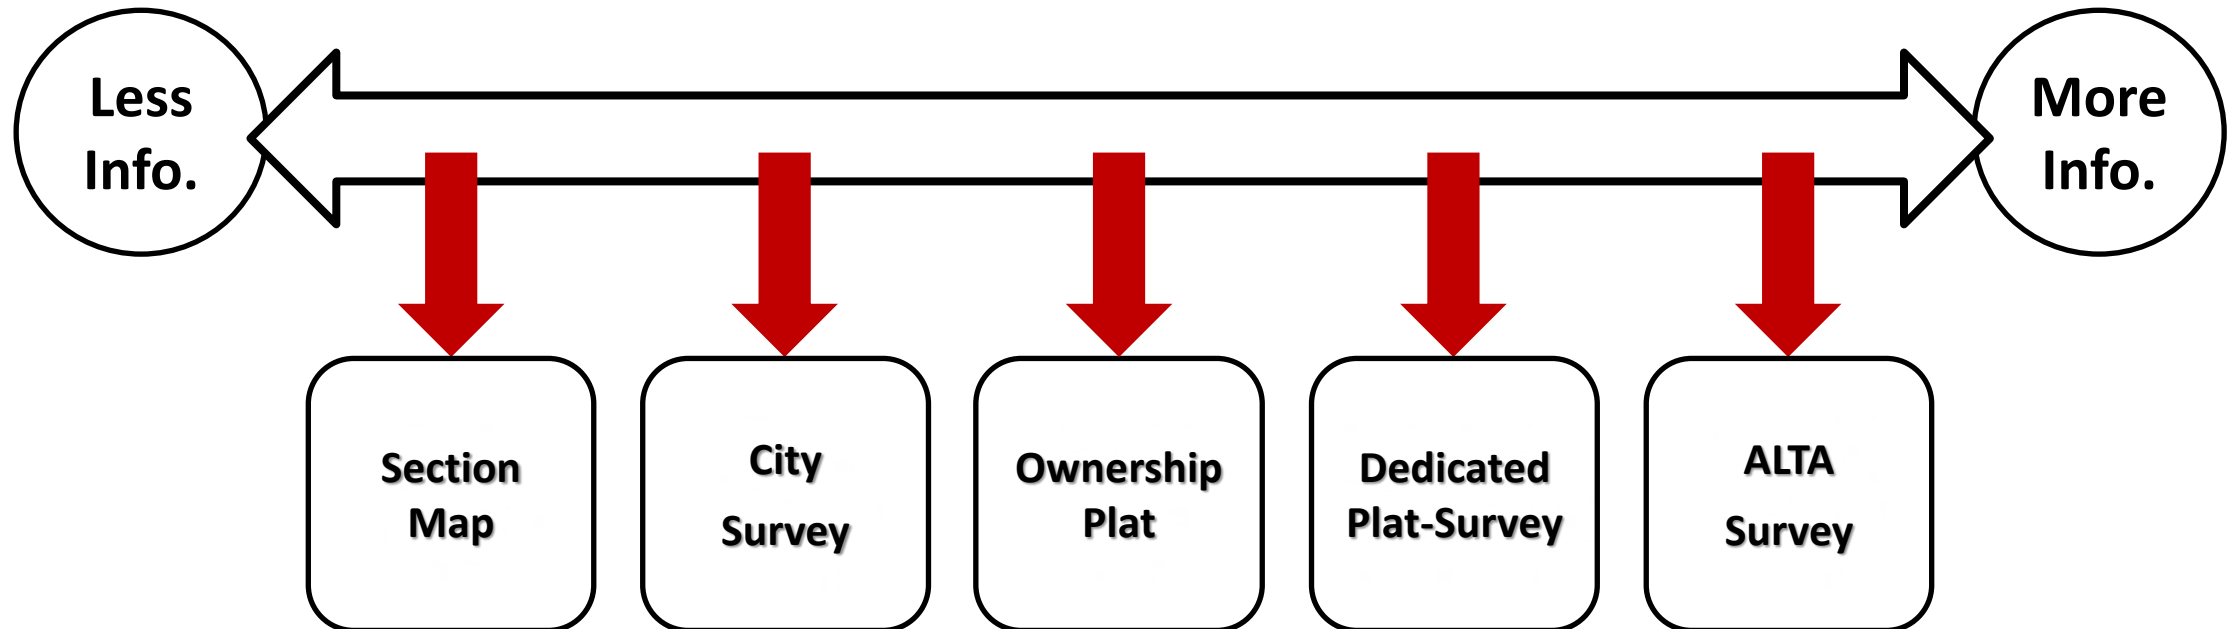 Less
Info.
More
Info.
Section
Map
City
Survey
Ownership
Plat
Dedicated
Plat-Survey
ALTA
Survey